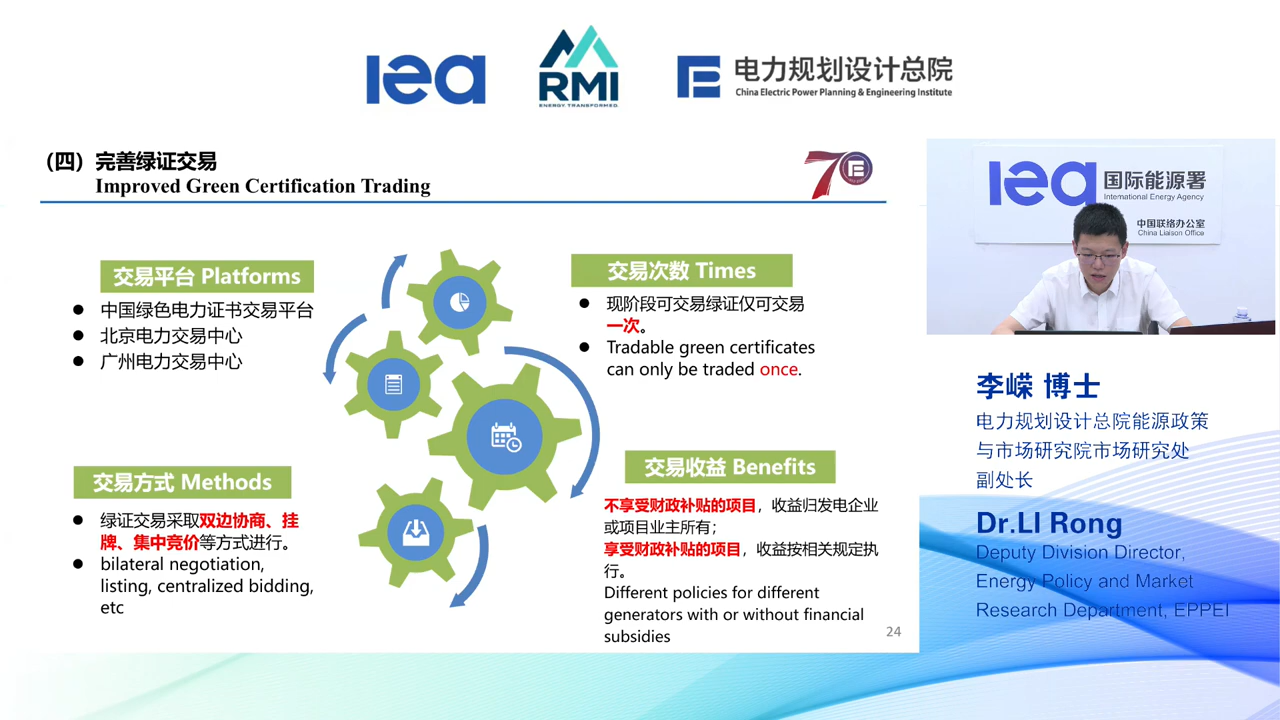 iea
RMI
ENERGY TRANSFORMED
电力规划设计总院
China Electric Power Planning & Engineering Institute
（四）完善绿证交易
Improved Green Certification Trading
70
交易平台 Platforms
● 中国绿色电力证书交易平台
● 北京电力交易中心
● 广州电力交易中心
交易次数 Times
● 现阶段可交易绿证仅可交易
一次。
● Tradable green certificates
can only be traded once.
交易方式 Methods
● 绿证交易采取双边协商、挂
牌、集中竞价等方式进行。
● bilateral negotiation,
listing, centralized bidding,
etc
交易收益 Benefits
不享受财政补贴的项目，收益归发电企业
或项目业主所有；
享受财政补贴的项目，收益按相关规定执
行。
Different policies for different
generators with or without financial
subsidies
24
iea 国际能源署
International Energy Agency
中国联络办公室
China Liaison Office
李嵘 博士
电力规划设计总院能源政策
与市场研究院市场研究处
副处长
Dr.LI Rong
Deputy Division Director,
Energy Policy and Market
Research Department, EPPEI